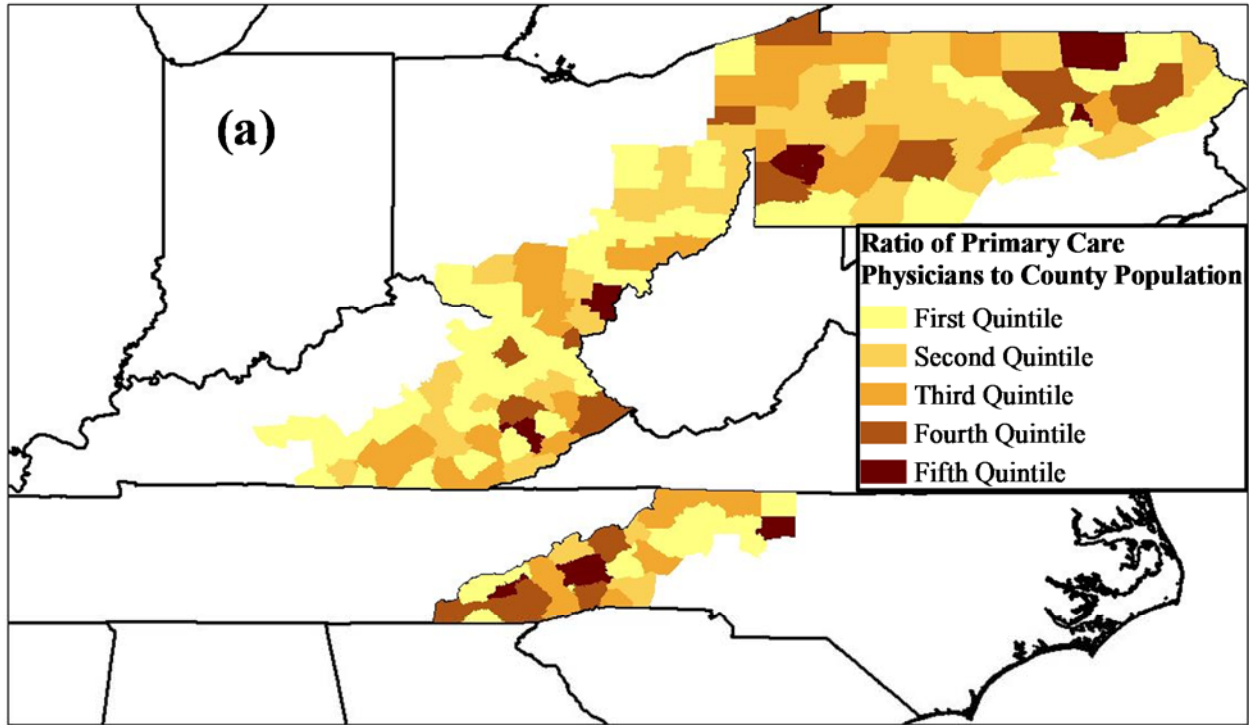 (a)
Ratio of Primary Care
Physicians to County Population
First Quintile
Second Quintile
Third Quintile
Fourth Quintile
Fifth Quintile